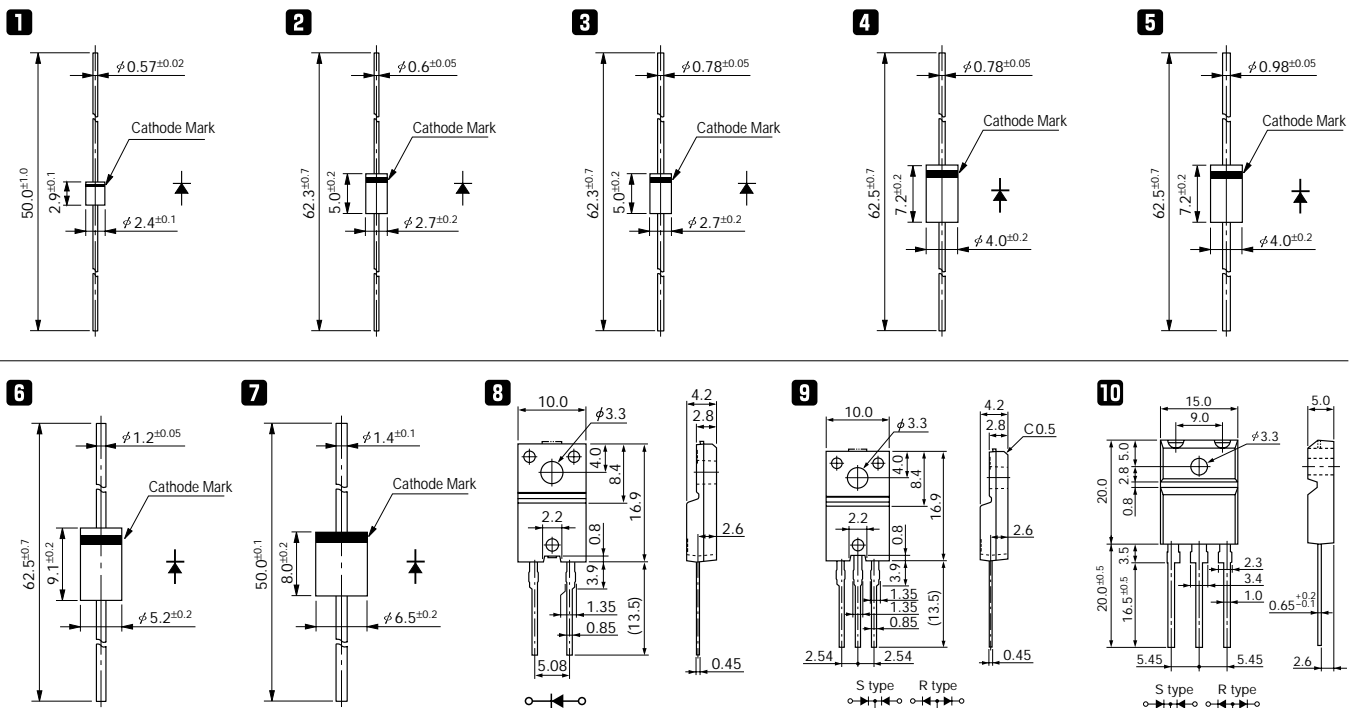 1
φ0.57±0.02
Cathode Mark
50.0±1.0
2.9±0.1
φ2.4±0.1
2
φ0.6±0.05
Cathode Mark
62.3±0.7
5.0±0.2
φ2.7±0.2
3
φ0.78±0.05
Cathode Mark
62.3±0.7
5.0±0.2
φ2.7±0.2
4
φ0.78±0.05
Cathode Mark
62.5±0.7
7.2±0.2
φ4.0±0.2
5
φ0.98±0.05
Cathode Mark
62.5±0.7
7.2±0.2
φ4.0±0.2
6
φ1.2±0.05
Cathode Mark
62.5±0.7
9.1±0.2
φ5.2±0.2
7
φ1.4±0.1
Cathode Mark
50.0±0.1
8.0±0.2
φ6.5±0.2
8
10.0
φ3.3
4.0
8.4
16.9
2.2
0.8
3.9
1.35
0.85
(13.5)
5.08
4.2
2.8
2.6
0.45
9
10.0
φ3.3
4.0
8.4
16.9
2.2
0.8
3.9
1.35
1.35
0.85
(13.5)
2.54
2.54
4.2
2.8
C0.5
2.6
0.45
S type
R type
10
15.0
9.0
φ3.3
5.0
2.8
0.8
20.0
3.5
20.0±0.5
16.5±0.5
2.3
3.4
1.0
5.45
5.45
5.0
0.65+0.2-0.1
2.6
S type
R type